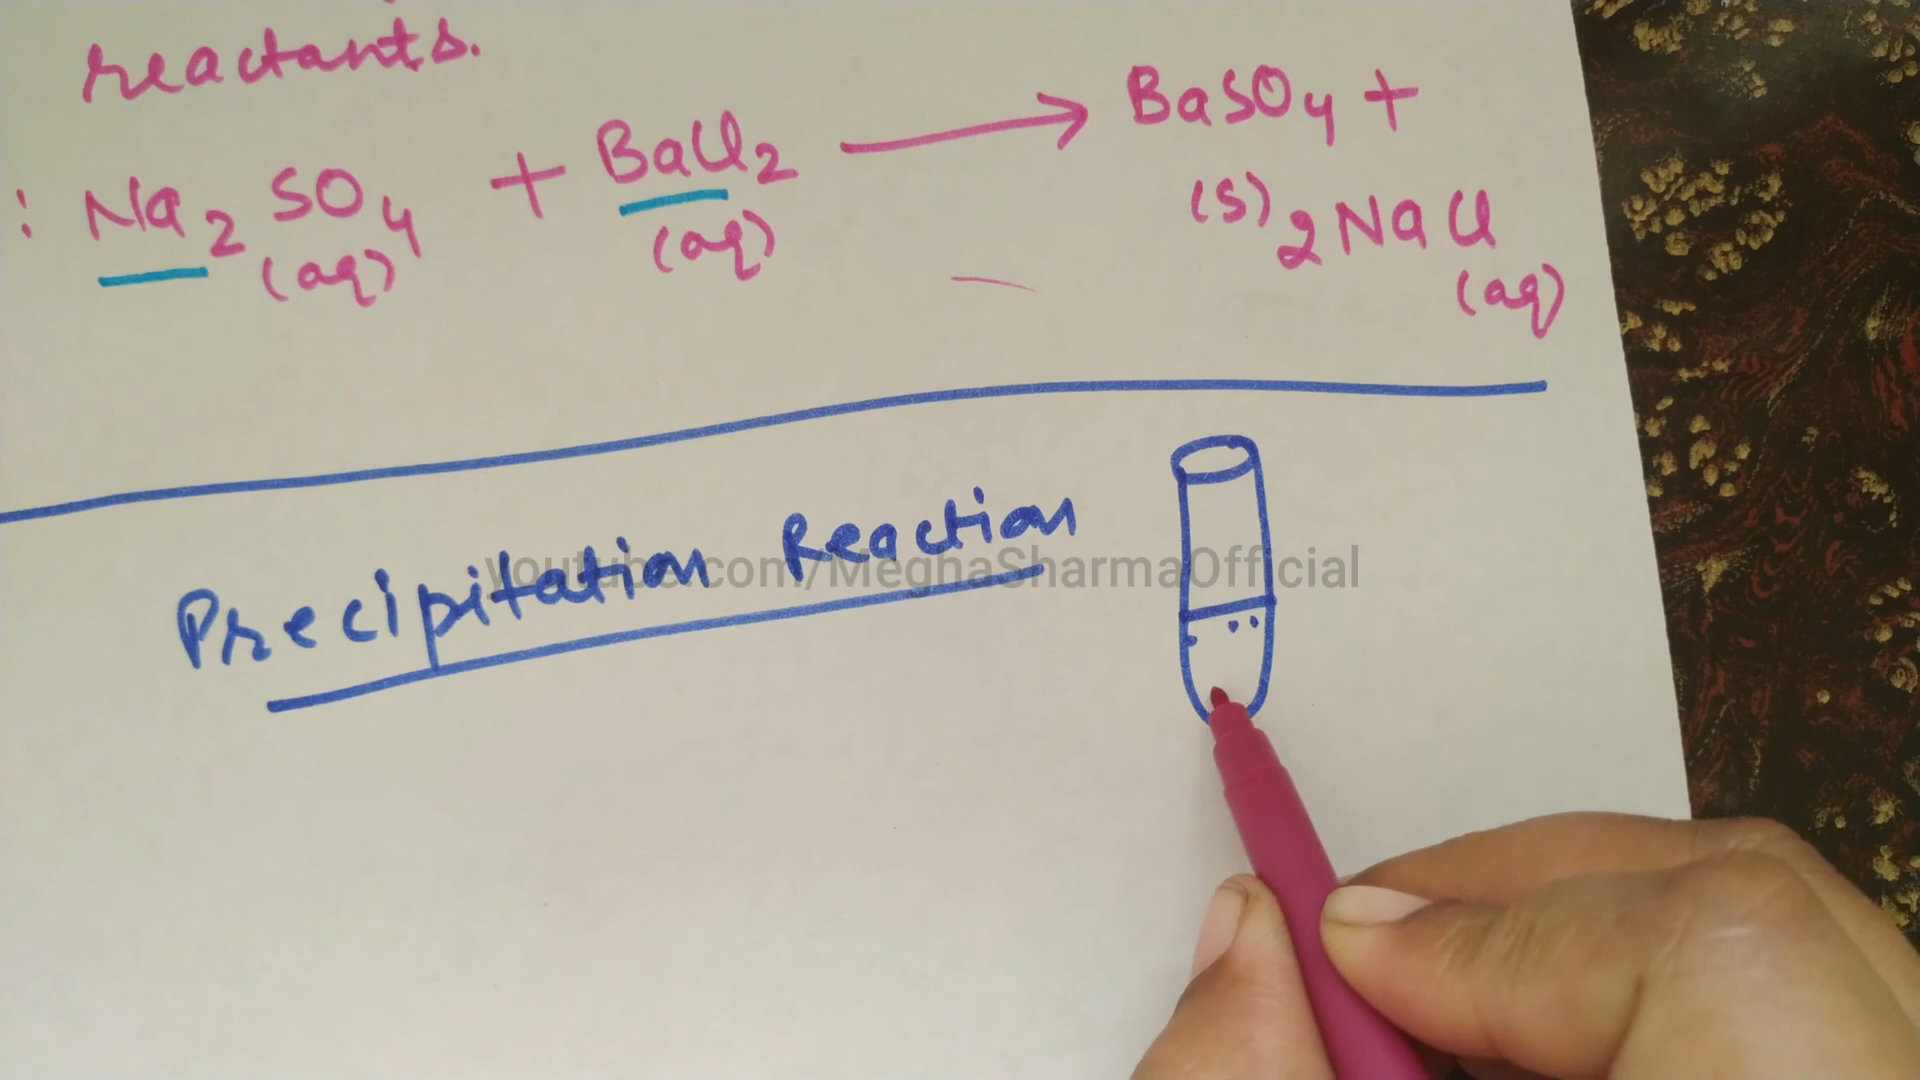 reactants.
: Na2SO4 + BaCl2 ⟶ BaSO4 +
(aq) (aq) (s) 2NaCl
(aq)
Precipitation Reaction
youtube.com/MeghaSharmaOfficial